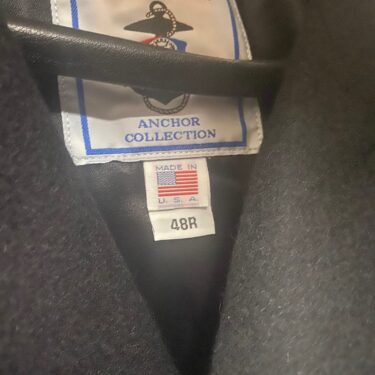 ANCHOR
COLLECTION
MADE IN
U. S. A.
48R